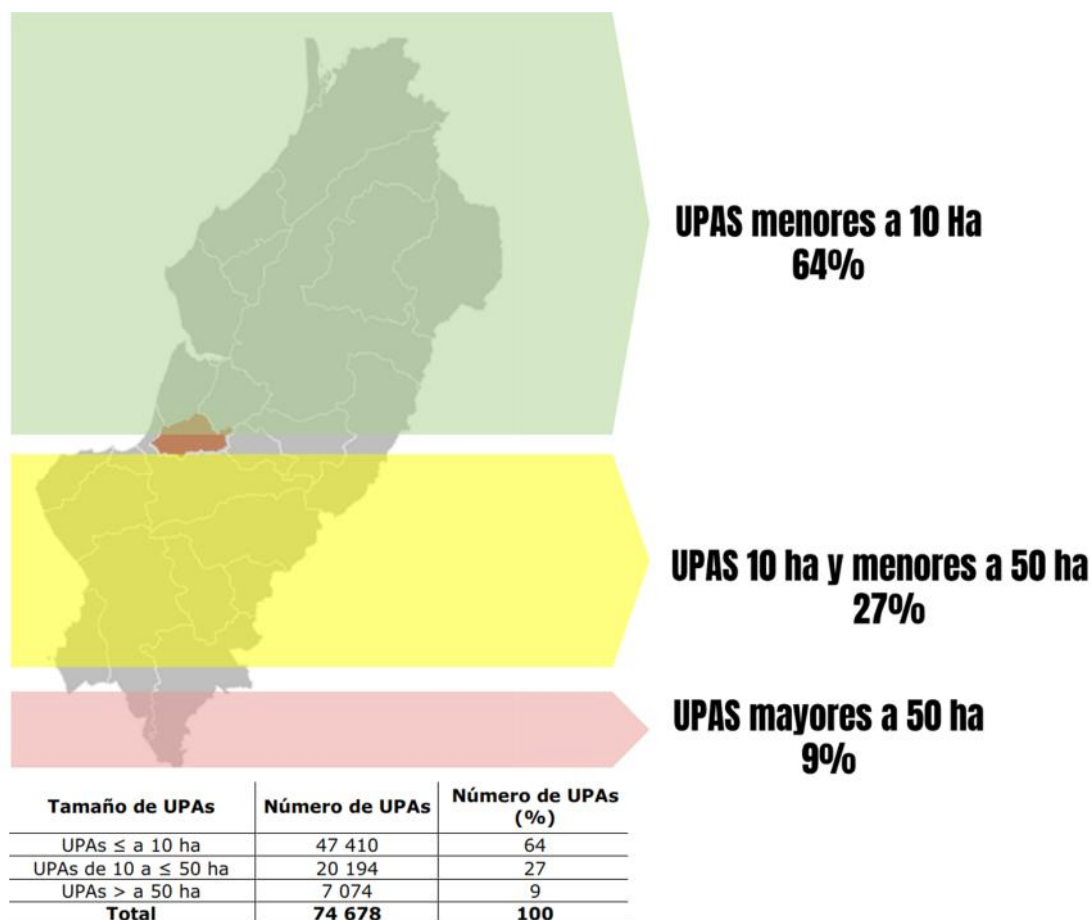 UPAS menores a 10 Ha
64%
UPAS 10 ha y menores a 50 ha
27%
UPAS mayores a 50 ha
9%
Tamaño de UPAs Número de UPAs Número de UPAs (%)
UPAs ≤ a 10 ha 47 410 64
UPAs de 10 a ≤ 50 ha 20 194 27
UPAs > a 50 ha 7 074 9
Total 74 678 100